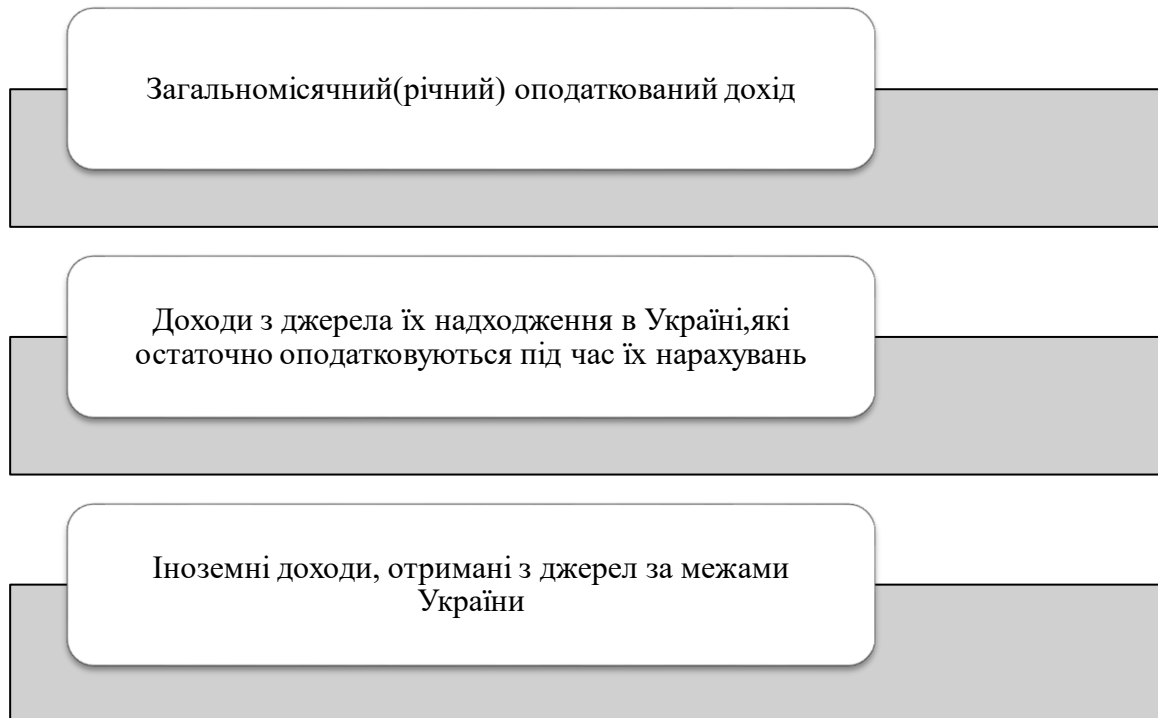 Загальномісячний(річний) оподаткований дохід
Доходи з джерела їх надходження в Україні,які
остаточно оподатковуються під час їх нарахувань
Іноземні доходи, отримані з джерел за межами
України